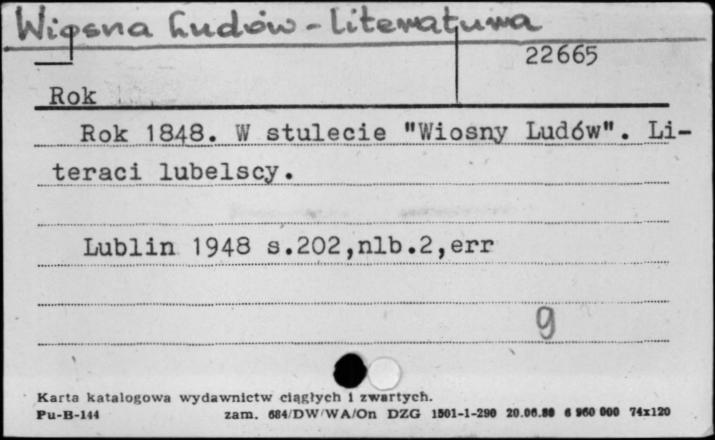 Wiosna Ludów - literatura
22665
Rok
Rok 1848. W stulecie "Wiosny Ludów". Li-
teraci lubelscy.
Lublin 1948 s.202,nlb.2,err
9
Karta katalogowa wydawnictw ciągłych i zwartych.
Pu-B-144 zam. 684/DW/WA/On DZG 1501-1-290 20.06.80 6 960 000 74x120